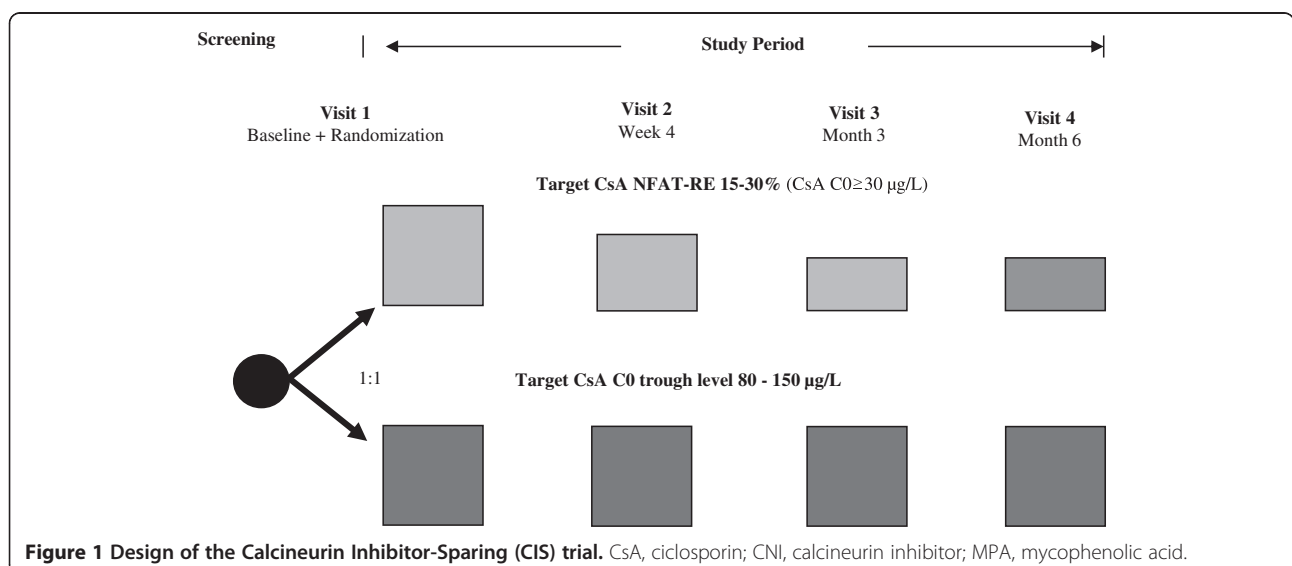 Screening
Study Period
Visit 1
Baseline + Randomization
Visit 2
Week 4
Visit 3
Month 3
Visit 4
Month 6
Target CsA NFAT-RE 15-30% (CsA C0≥30 µg/L)
1:1
Target CsA C0 trough level 80 - 150 µg/L
Figure 1 Design of the Calcineurin Inhibitor-Sparing (CIS) trial. CsA, ciclosporin; CNI, calcineurin inhibitor; MPA, mycophenolic acid.